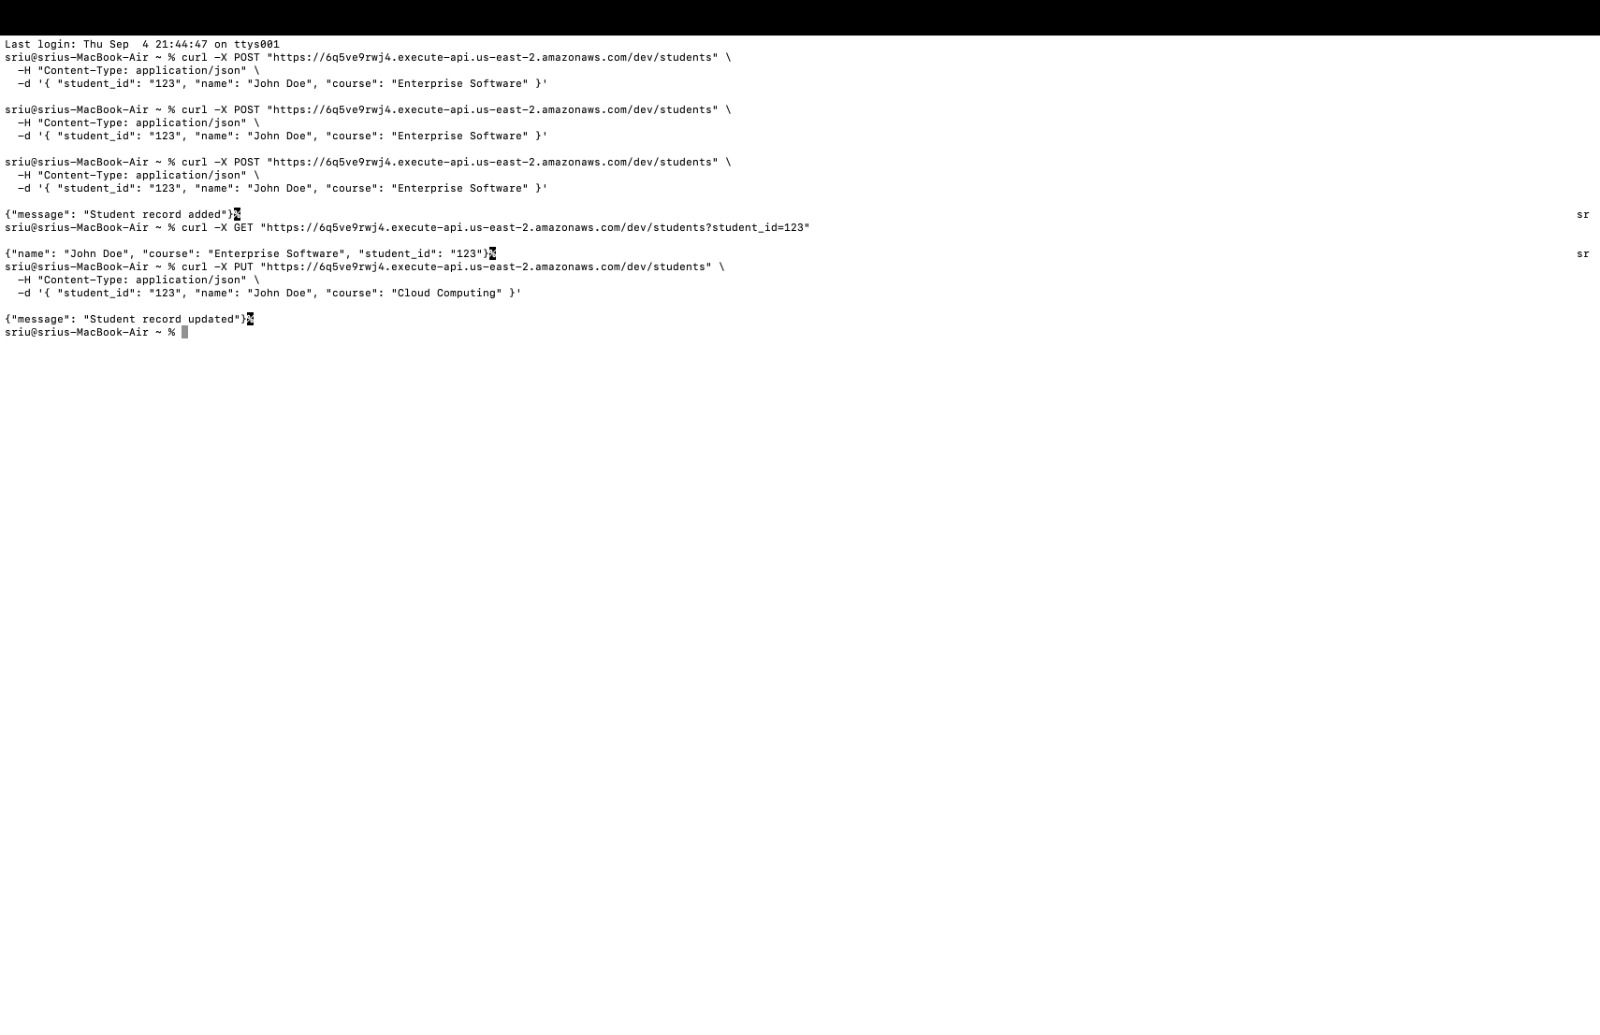 Last login: Thu Sep  4 21:44:47 on ttys001
sriu@srius-MacBook-Air ~ % curl -X POST "https://6q5ve9rwj4.execute-api.us-east-2.amazonaws.com/dev/students" \
  -H "Content-Type: application/json" \
  -d '{ "student_id": "123", "name": "John Doe", "course": "Enterprise Software" }'
sriu@srius-MacBook-Air ~ % curl -X POST "https://6q5ve9rwj4.execute-api.us-east-2.amazonaws.com/dev/students" \
  -H "Content-Type: application/json" \
  -d '{ "student_id": "123", "name": "John Doe", "course": "Enterprise Software" }'
sriu@srius-MacBook-Air ~ % curl -X POST "https://6q5ve9rwj4.execute-api.us-east-2.amazonaws.com/dev/students" \
  -H "Content-Type: application/json" \
  -d '{ "student_id": "123", "name": "John Doe", "course": "Enterprise Software" }'
{"message": "Student record added"}% sr
sriu@srius-MacBook-Air ~ % curl -X GET "https://6q5ve9rwj4.execute-api.us-east-2.amazonaws.com/dev/students?student_id=123"
{"name": "John Doe", "course": "Enterprise Software", "student_id": "123"}% sr
sriu@srius-MacBook-Air ~ % curl -X PUT "https://6q5ve9rwj4.execute-api.us-east-2.amazonaws.com/dev/students" \
  -H "Content-Type: application/json" \
  -d '{ "student_id": "123", "name": "John Doe", "course": "Cloud Computing" }'
{"message": "Student record updated"}%
sriu@srius-MacBook-Air ~ %